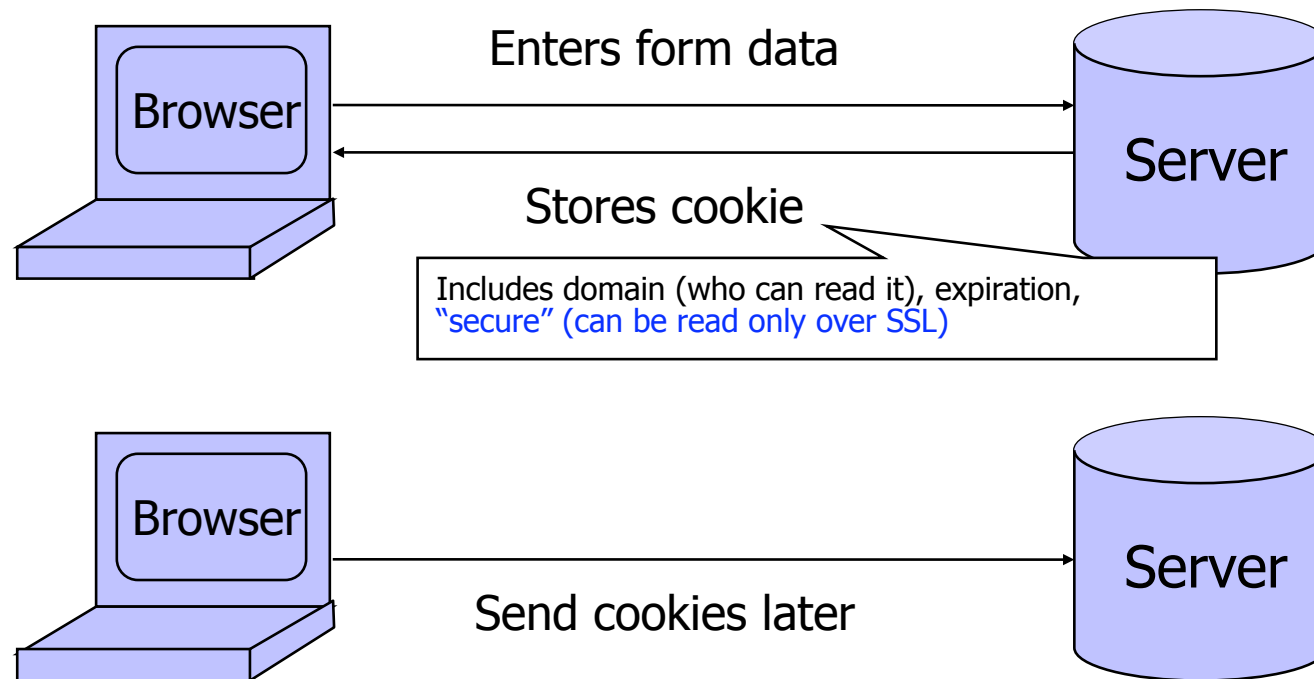 Enters form data
Browser
Server
Stores cookie
Includes domain (who can read it), expiration,
“secure” (can be read only over SSL)
Browser
Server
Send cookies later